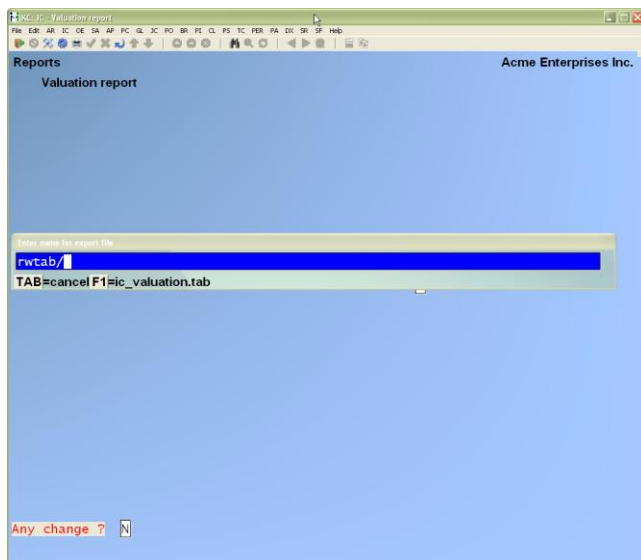 IKC: IC - Valuation report
File Edit AR IC OE SA AP PC GL JC PO BR PI CL PS TC PER PA DX SR SF Help
Reports
Acme Enterprises Inc.
Valuation report
Enter name for export file
rwtab/
TAB=cancel F1=ic_valuation.tab
Any change ? N